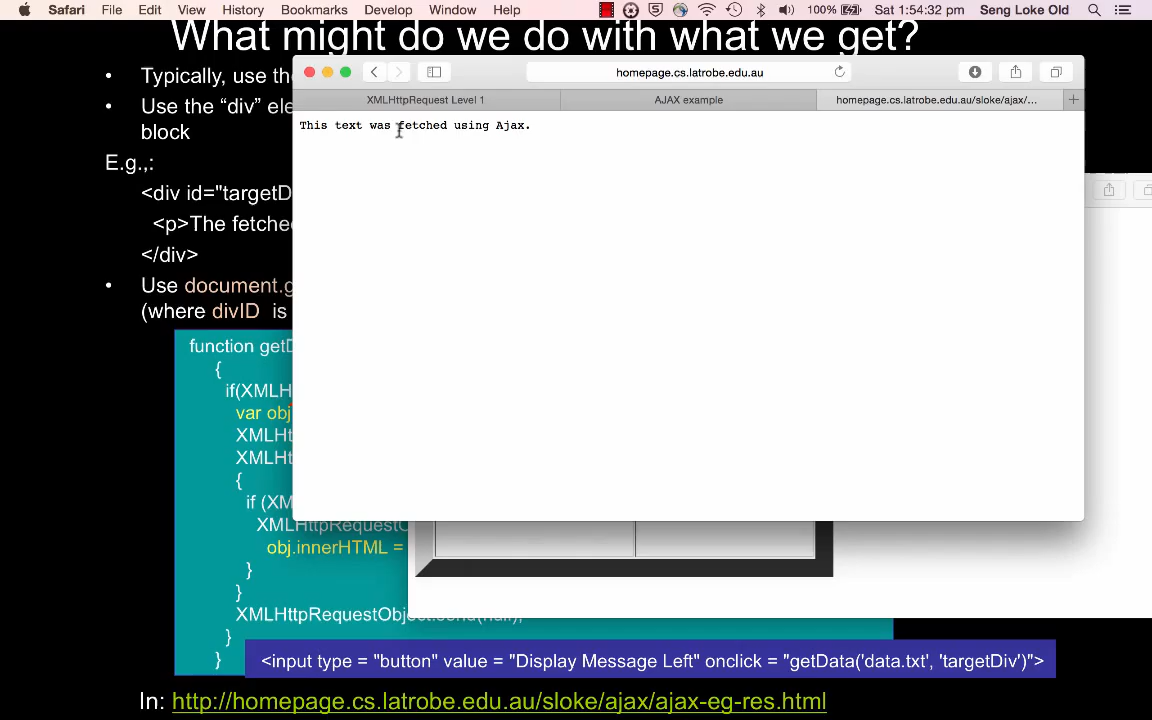 Safari File Edit View History Bookmarks Develop Window Help 100% Sat 1:54:32 pm Seng Loke Old
What might do we do with what we get?
• Typically, use the
homepage.cs.latrobe.edu.au
• Use the “div” ele
XMLHttpRequest Level 1 AJAX example homepage.cs.latrobe.edu.au/sloke/ajax/...
block
This text was fetched using Ajax.
E.g.,:
<div id="targetD
<p>The fetche
</div>
• Use document.g
(where divID is
function getD
{
if(XMLH
var obj
XMLHt
XMLHt
{
if (XM
XMLHttpRequestO
obj.innerHTML =
}
}
XMLHttpRequestObject.send(null);
}
}
<input type = "button" value = "Display Message Left" onclick = "getData('data.txt', 'targetDiv')">
In: http://homepage.cs.latrobe.edu.au/sloke/ajax/ajax-eg-res.html